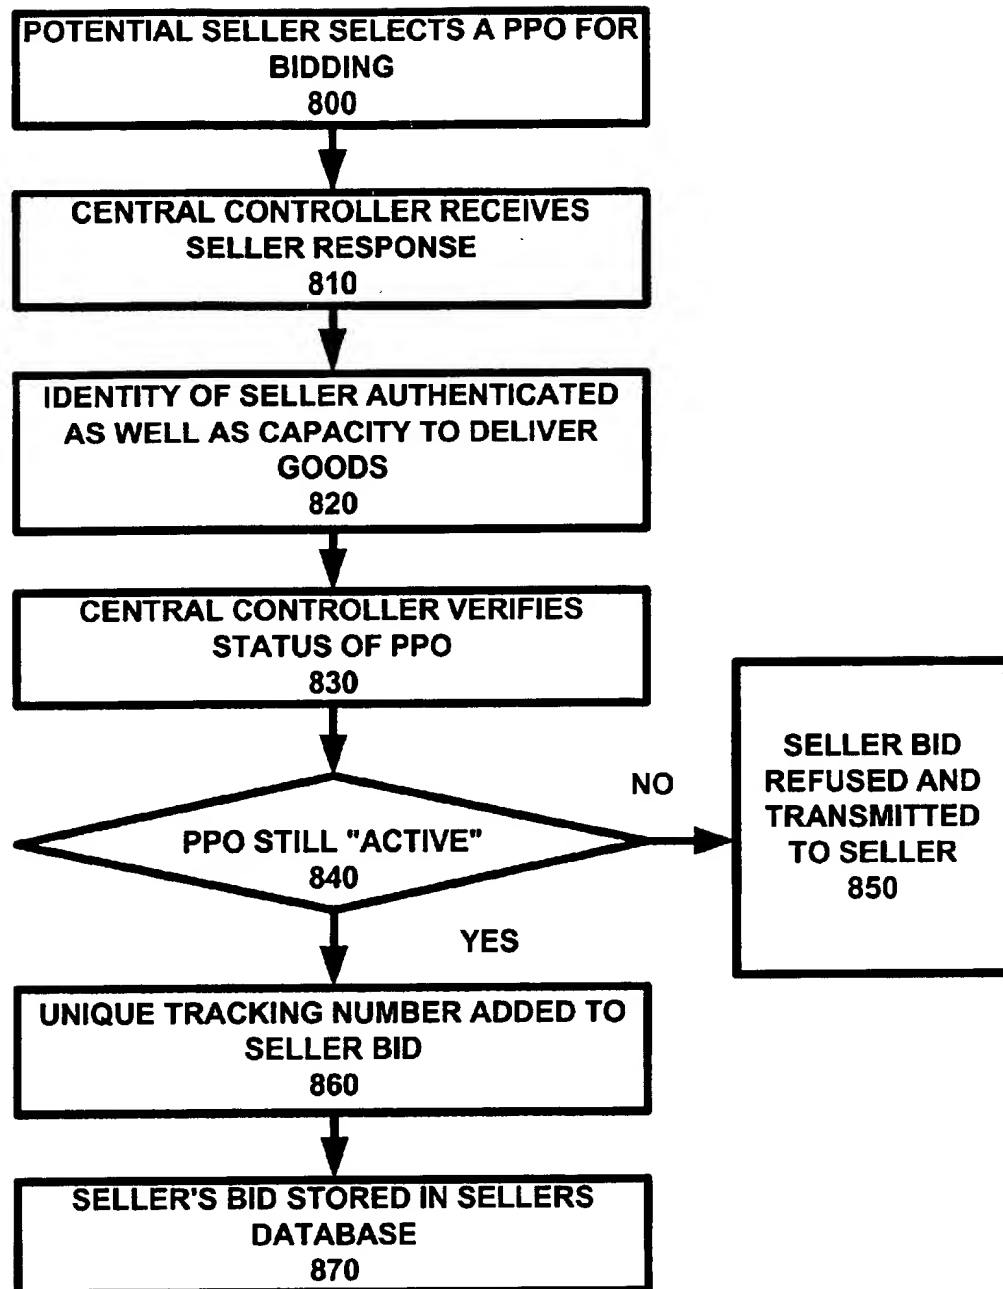 POTENTIAL SELLER SELECTS A PPO FOR
BIDDING
800
CENTRAL CONTROLLER RECEIVES
SELLER RESPONSE
810
IDENTITY OF SELLER AUTHENTICATED
AS WELL AS CAPACITY TO DELIVER
GOODS
820
CENTRAL CONTROLLER VERIFIES
STATUS OF PPO
830
PPO STILL "ACTIVE"
840
NO
SELLER BID
REFUSED AND
TRANSMITTED
TO SELLER
850
YES
UNIQUE TRACKING NUMBER ADDED TO
SELLER BID
860
SELLER'S BID STORED IN SELLERS
DATABASE
870